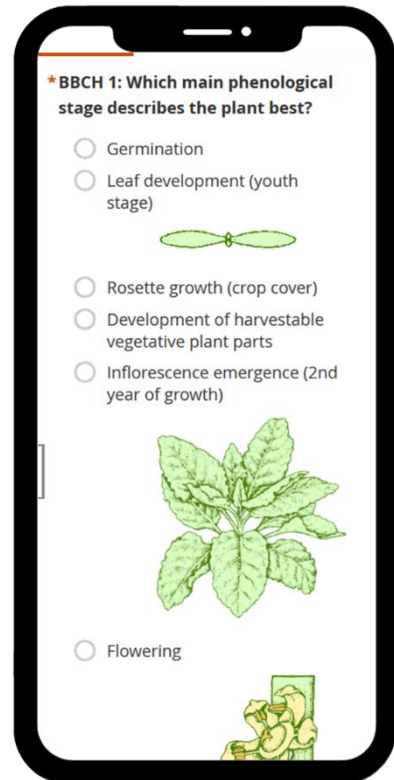 *BBCH 1: Which main phenological
stage describes the plant best?
Germination
Leaf development (youth
stage)
Rosette growth (crop cover)
Development of harvestable
vegetative plant parts
Inflorescence emergence (2nd
year of growth)
Flowering